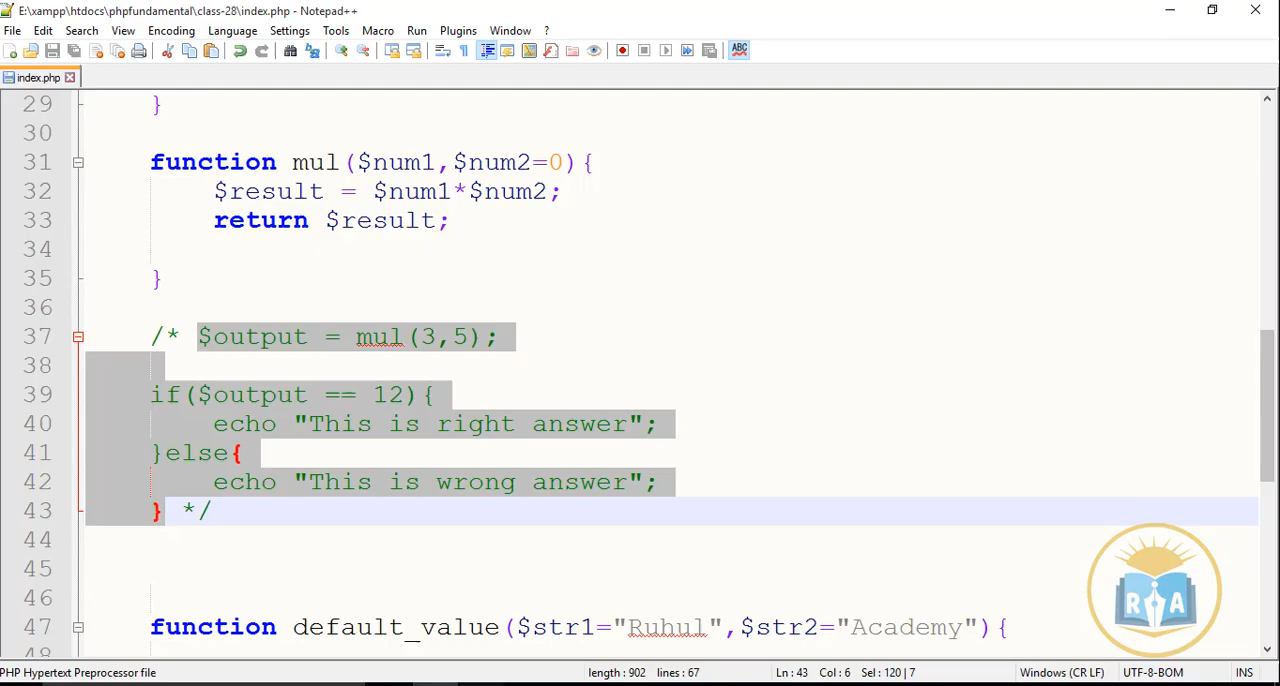 E:\xampp\htdocs\phpfundamental\class-28\index.php - Notepad++
File Edit Search View Encoding Language Settings Tools Macro Run Plugins Window ?
ABC
index.php
29 }
30
31 function mul($num1,$num2=0){
32 $result = $num1*$num2;
33 return $result;
34
35 }
36
37 /* $output = mul(3,5);
38
39 if($output == 12){
40 echo "This is right answer";
41 }else{
42 echo "This is wrong answer";
43 } */
44
45
46
47 function default_value($str1="Ruhul",$str2="Academy"){
48
R A
PHP Hypertext Preprocessor file length : 902 lines : 67 Ln : 43 Col : 6 Sel : 120 | 7 Windows (CR LF) UTF-8-BOM INS